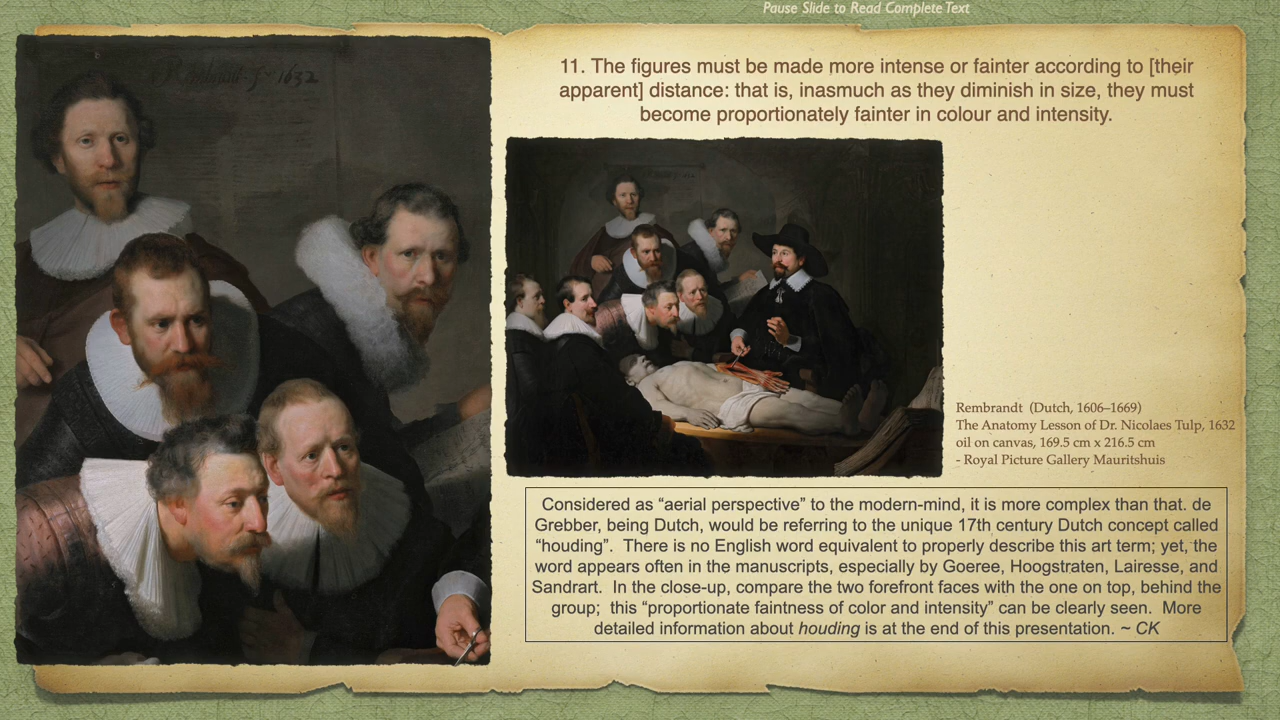 Pause Slide to Read Complete Text
11. The figures must be made more intense or fainter according to [their
apparent] distance: that is, inasmuch as they diminish in size, they must
become proportionately fainter in colour and intensity.
1632
Rembrandt (Dutch, 1606–1669)
The Anatomy Lesson of Dr. Nicolaes Tulp, 1632
oil on canvas, 169.5 cm x 216.5 cm
- Royal Picture Gallery Mauritshuis
Considered as “aerial perspective” to the modern-mind, it is more complex than that. de
Grebber, being Dutch, would be referring to the unique 17th century Dutch concept called
“houding”. There is no English word equivalent to properly describe this art term; yet, the
word appears often in the manuscripts, especially by Goeree, Hoogstraten, Lairesse, and
Sandrart. In the close-up, compare the two forefront faces with the one on top, behind the
group; this “proportionate faintness of color and intensity” can be clearly seen. More
detailed information about houding is at the end of this presentation. ~ CK